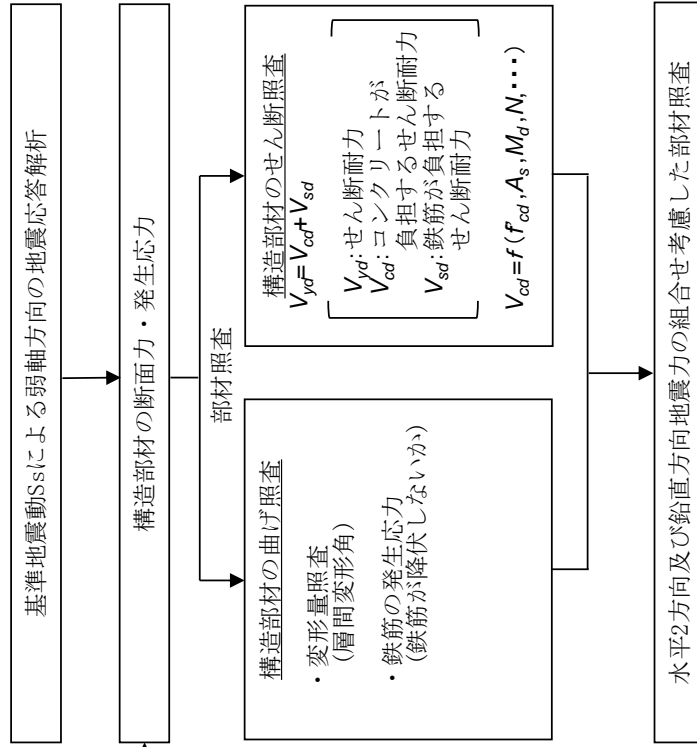 基準地震動Ssによる弱軸方向の地震応答解析
構造部材の断面力・発生応力
部材照査
構造部材の曲げ照査
・変形量照査
(層間変形角)
・鉄筋の発生応力
(鉄筋が降伏しないか)
構造部材のせん断照査
Vyd=Vcd+Vsd
Vyd:せん断耐力
Vcd:コンクリートが
負担するせん断耐力
Vsd:鉄筋が負担する
せん断耐力
Vcd=f(f'cd,As,Md,N,･･･)
水平2方向及び鉛直方向地震力の組合せ考慮した部材照査